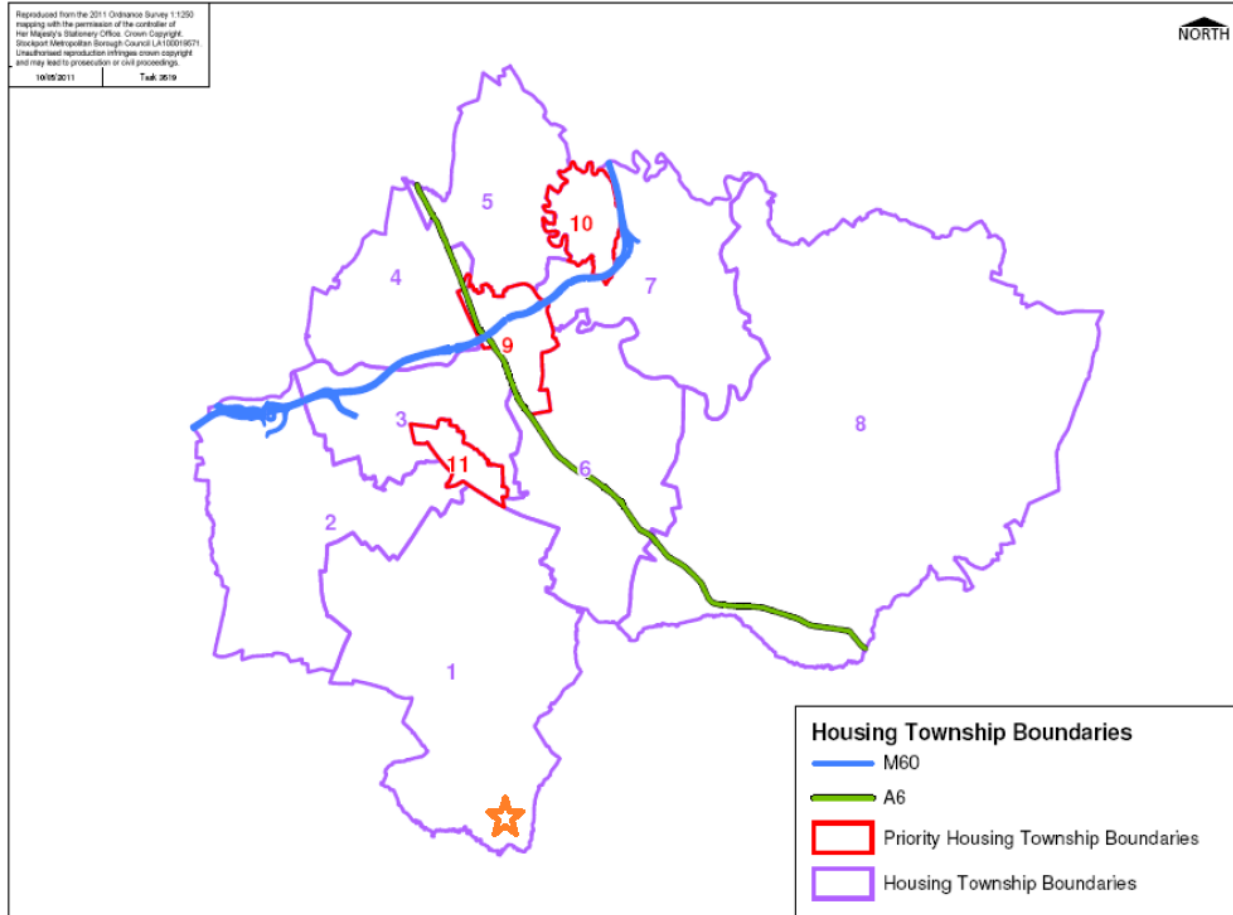 Reproduced from the 2011 Ordnance Survey 1:1250
mapping with the permission of the controller of
Her Majesty's Stationery Office. Crown Copyright.
Stockport Metropolitan Borough Council LA100019571.
Unauthorised reproduction infringes crown copyright
and may lead to prosecution or civil proceedings.
10/05/2011 Task 3519
NORTH
5
10
4
7
9
3
8
11
6
2
1
Housing Township Boundaries
M60
A6
Priority Housing Township Boundaries
Housing Township Boundaries